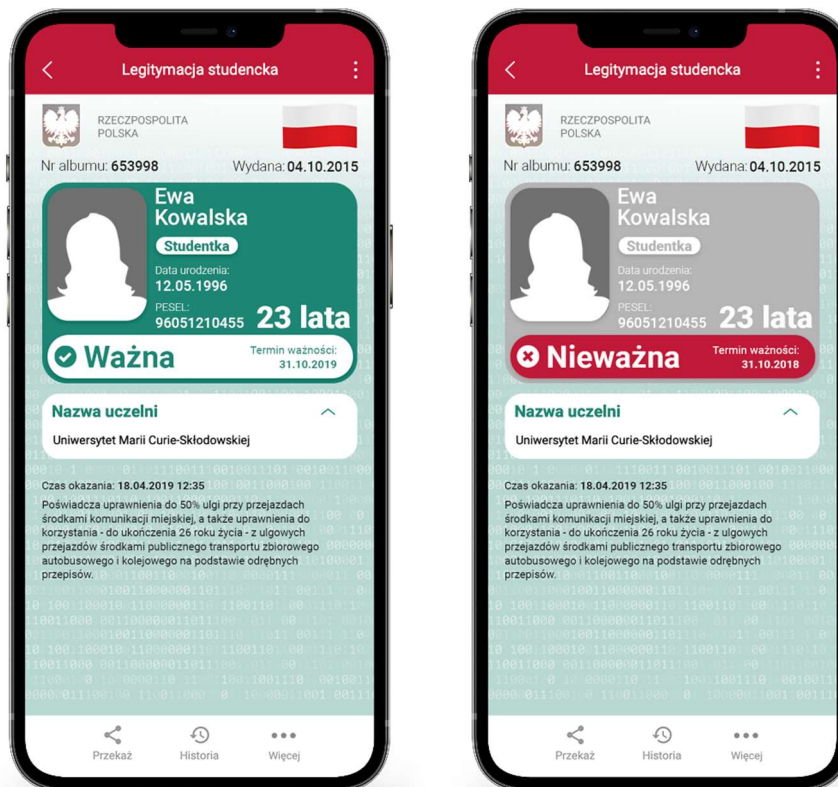 Legitymacja studencka
RZECZPOSPOLITA
POLSKA
Nr albumu: 653998 Wydana: 04.10.2015
Ewa
Kowalska
Studentka
Data urodzenia:
12.05.1996
PESEL:
96051210455 23 lata
Ważna Termin ważności:
31.10.2019
Nazwa uczelni
Uniwersytet Marii Curie-Skłodowskiej
Czas okazania: 18.04.2019 12:35
Poświadcza uprawnienia do 50% ulgi przy przejazdach
środkami komunikacji miejskiej, a także uprawnienia do
korzystania - do ukończenia 26 roku życia - z ulgowych
przejazdów środkami publicznego transportu zbiorowego
autobusowego i kolejowego na podstawie odrębnych
przepisów.
Przekaż Historia Więcej
Legitymacja studencka
RZECZPOSPOLITA
POLSKA
Nr albumu: 653998 Wydana: 04.10.2015
Ewa
Kowalska
Studentka
Data urodzenia:
12.05.1996
PESEL:
96051210455 23 lata
Nieważna Termin ważności:
31.10.2018
Nazwa uczelni
Uniwersytet Marii Curie-Skłodowskiej
Czas okazania: 18.04.2019 12:35
Poświadcza uprawnienia do 50% ulgi przy przejazdach
środkami komunikacji miejskiej, a także uprawnienia do
korzystania - do ukończenia 26 roku życia - z ulgowych
przejazdów środkami publicznego transportu zbiorowego
autobusowego i kolejowego na podstawie odrębnych
przepisów.
Przekaż Historia Więcej